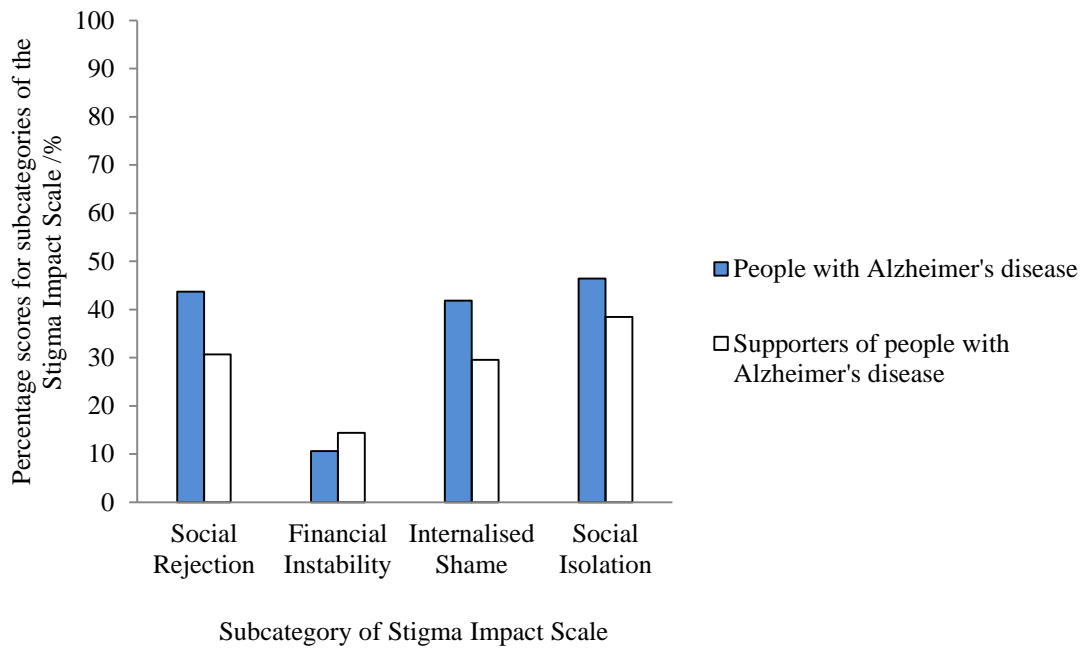 Percentage scores for subcategories of the
Stigma Impact Scale /%
100
90
80
70
60
50
40
30
20
10
0
Social
Rejection
Financial
Instability
Internalised
Shame
Social
Isolation
Subcategory of Stigma Impact Scale
People with Alzheimer's disease
Supporters of people with
Alzheimer's disease